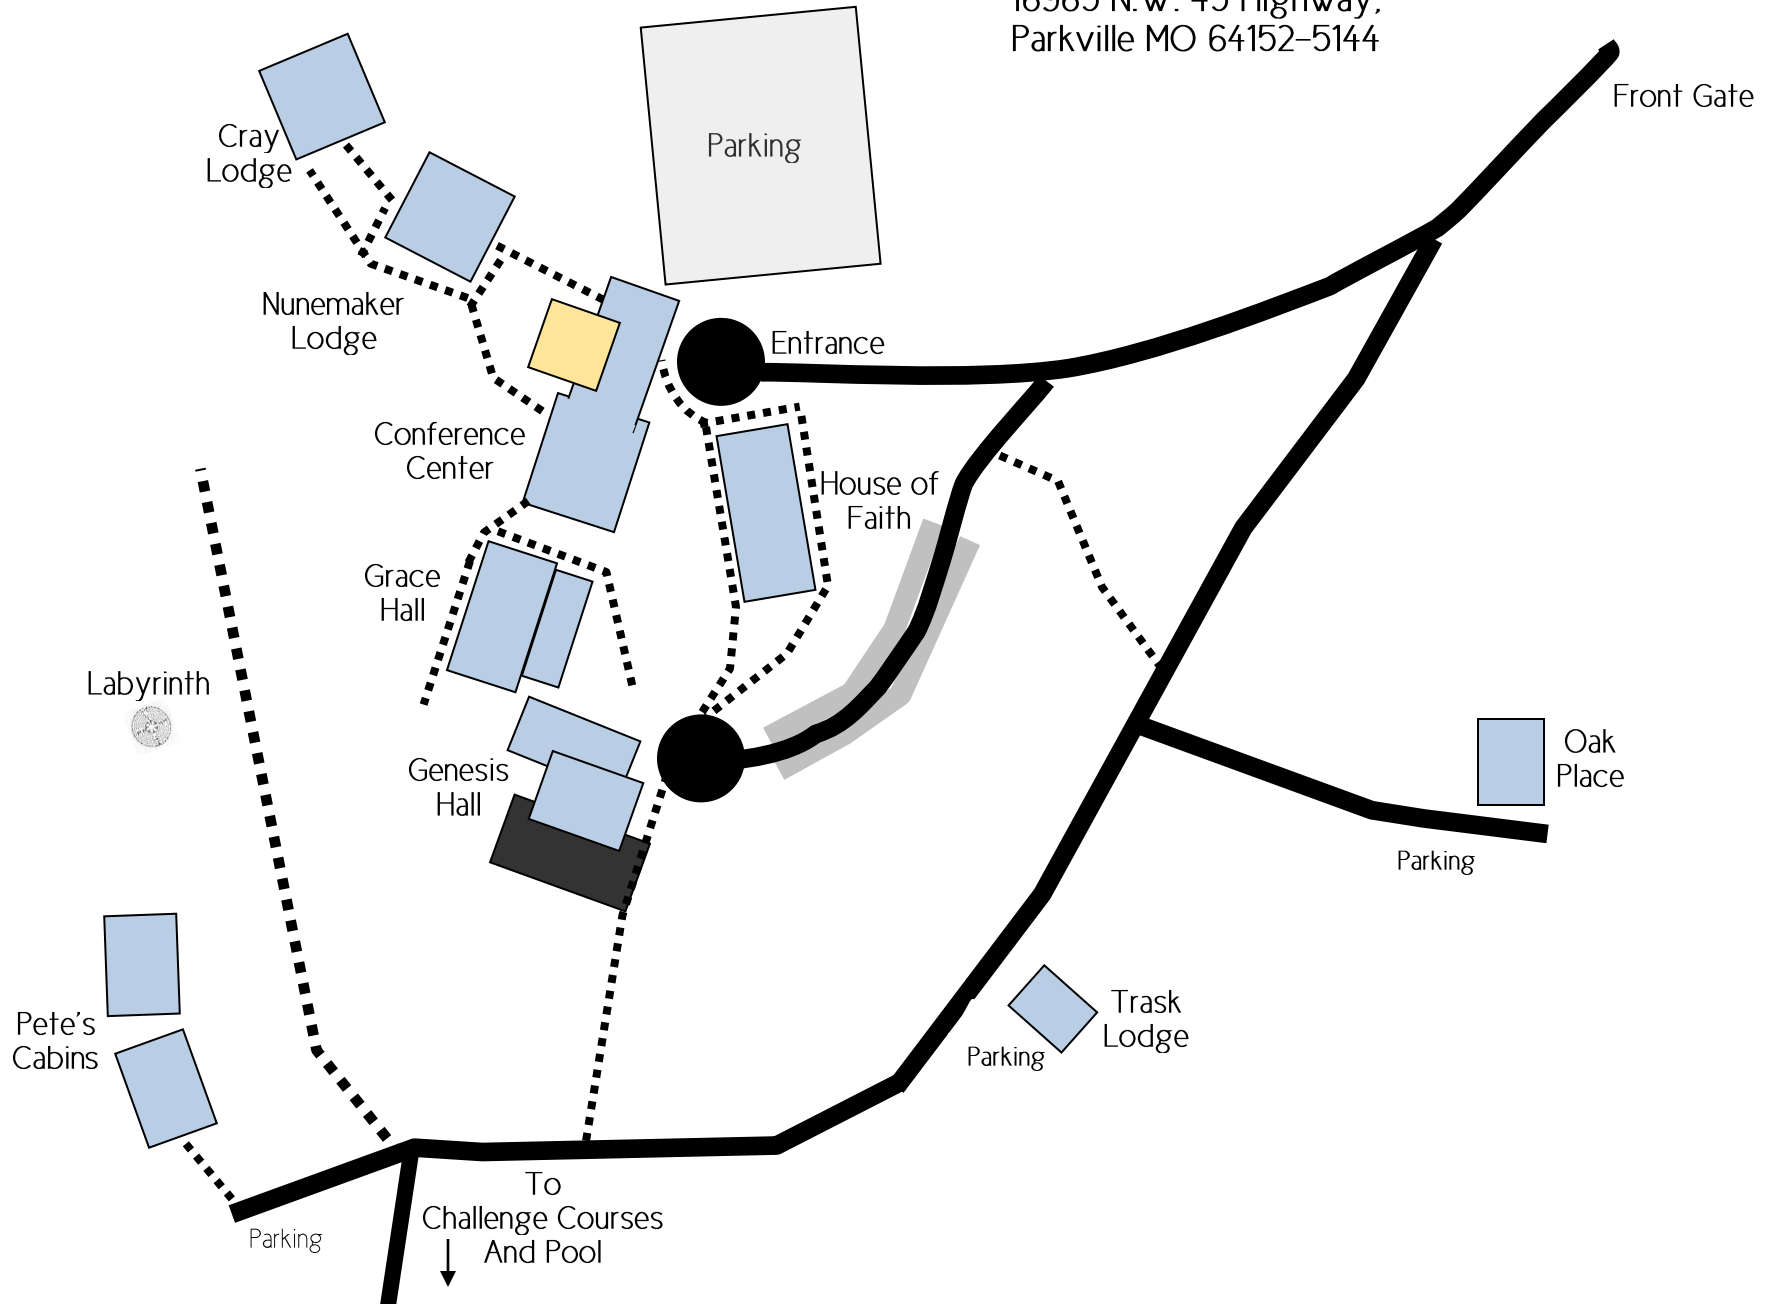 Parkville MO 64152–5144
Front Gate
Cray
Lodge
Parking
Nunemaker
Lodge
Entrance
Conference
Center
House of
Faith
Grace
Hall
Labyrinth
Genesis
Hall
Oak
Place
Parking
Pete's
Cabins
Trask
Lodge
Parking
To
Challenge Courses
And Pool
Parking